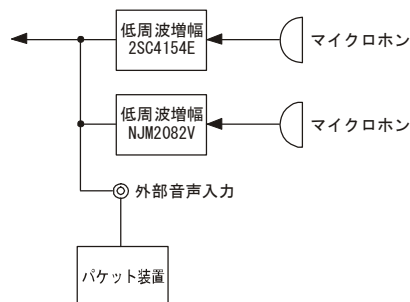 低周波増幅
2SC4154E
マイクロホン
低周波増幅
NJM2082V
マイクロホン
外部音声入力
パケット装置